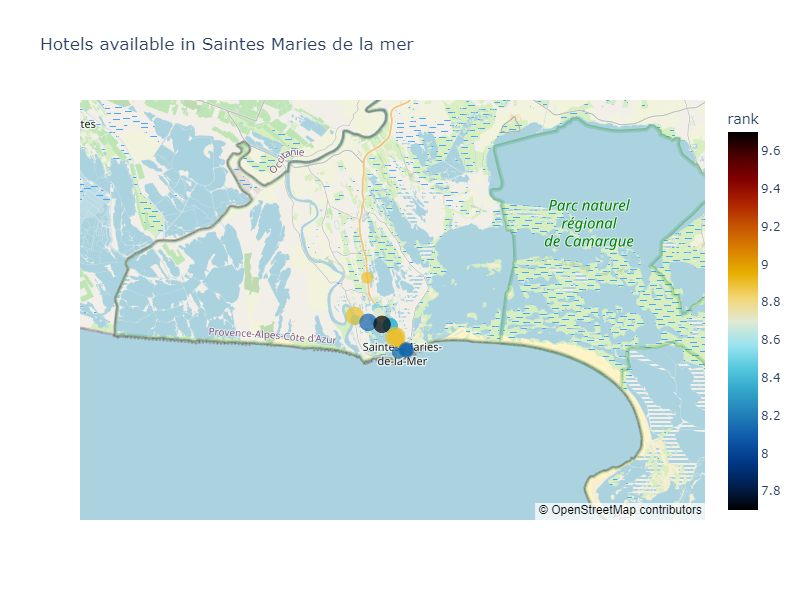 Hotels available in Saintes Maries de la mer
rank
tes
Occitanie
9.6
9.4
Parc naturel
régional
de Camargue
9.2
9
8.8
Provence-Alpes-Côte d'Azur
8.6
Saintes-Maries-
de-la-Mer
8.4
8.2
8
7.8
© OpenStreetMap contributors